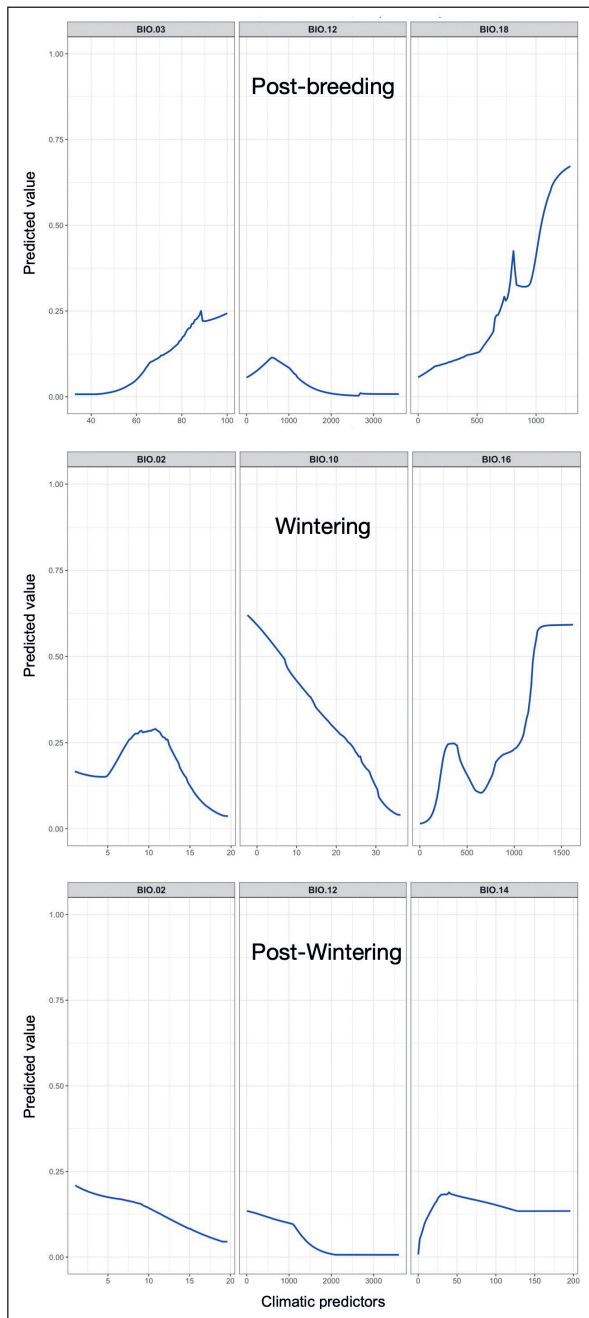 BIO.03 BIO.12 BIO.18
Post-breeding
1.00
0.75
0.50
0.25
0.00
Predicted value
40 60 80 100 0 1000 2000 3000 0 500 1000
BIO.02 BIO.10 BIO.16
Wintering
1.00
0.75
0.50
0.25
0.00
Predicted value
5 10 15 20 0 10 20 30 0 500 1000 1500
BIO.02 BIO.12 BIO.14
Post-Wintering
1.00
0.75
0.50
0.25
0.00
Predicted value
5 10 15 20 0 1000 2000 3000 0 50 100 150 200
Climatic predictors